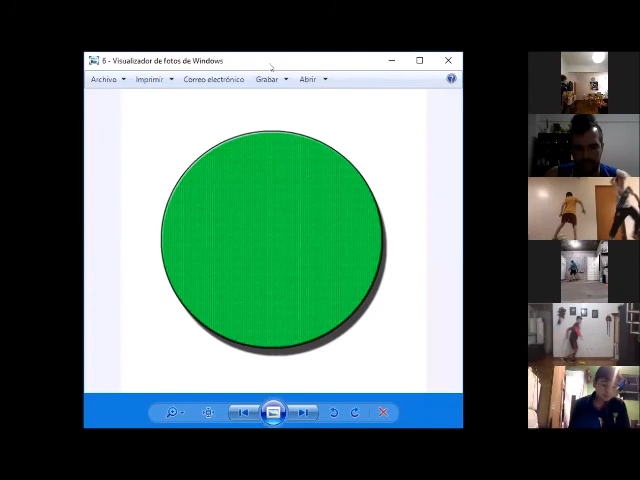 6 - Visualizador de fotos de Windows
Archivo Imprimir Correo electrónico Grabar Abrir